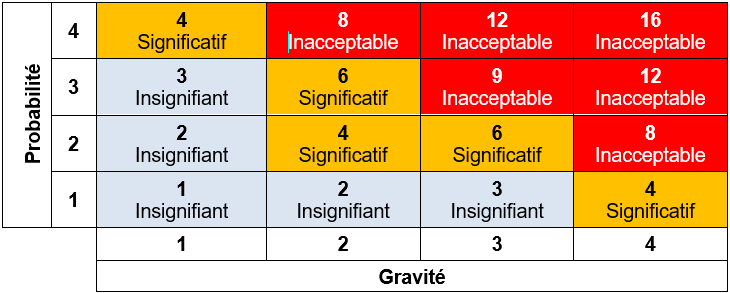 Probabilité
4
4
Significatif
8
Inacceptable
12
Inacceptable
16
Inacceptable
3
3
Insignifiant
6
Significatif
9
Inacceptable
12
Inacceptable
2
2
Insignifiant
4
Significatif
6
Significatif
8
Inacceptable
1
1
Insignifiant
2
Insignifiant
3
Insignifiant
4
Significatif
1
2
3
4
Gravité